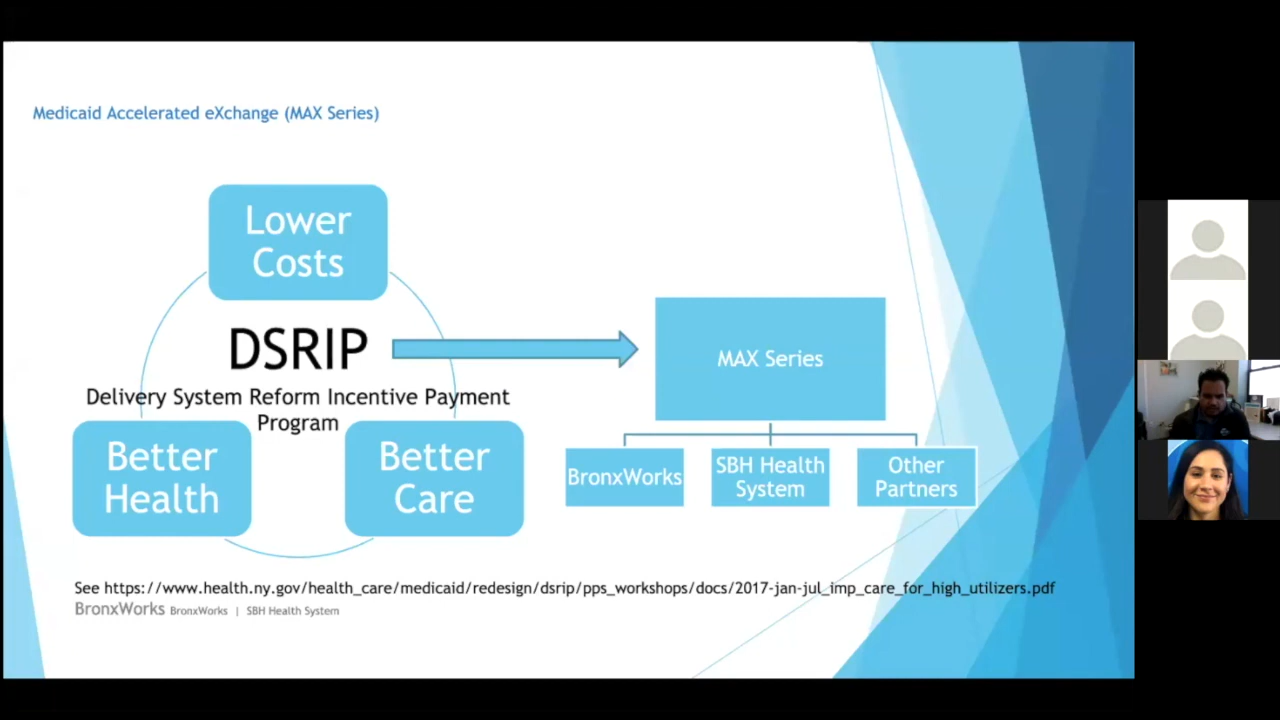 Medicaid Accelerated eXchange (MAX Series)
Lower
Costs
DSRIP
Delivery System Reform Incentive Payment
Program
Better
Health
Better
Care
MAX Series
BronxWorks
SBH Health
System
Other
Partners
See https://www.health.ny.gov/health_care/medicaid/redesign/dsrip/pps_workshops/docs/2017-jan-jul_imp_care_for_high_utilizers.pdf
BronxWorks BronxWorks | SBH Health System